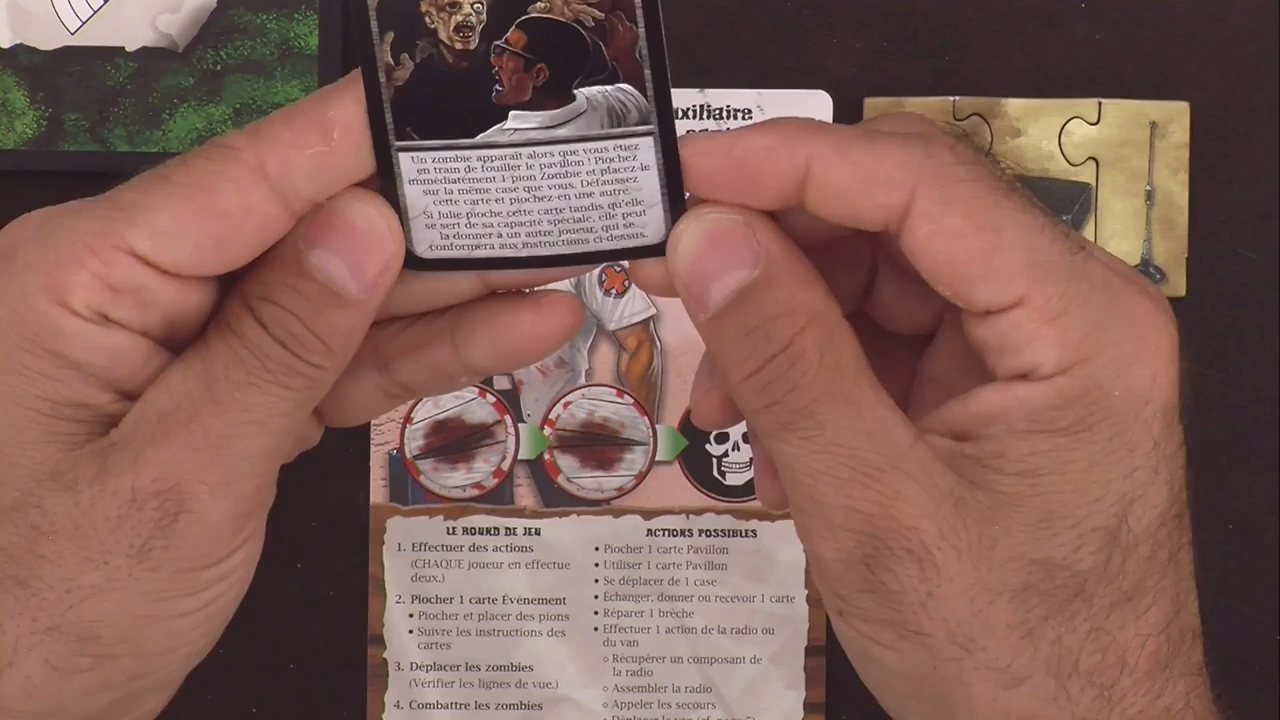 Un zombie apparaît alors que vous étiez
en train de fouiller le pavillon ! Piochez
immédiatement 1 pion Zombie et placez-le
sur la même case que vous. Défaussez
cette carte et piochez-en une autre.
Si Julie pioche cette carte tandis qu'elle
se sert de sa capacité spéciale, elle peut
la donner à un autre joueur, qui se
conformera aux instructions ci-dessus.
LE ROUND DE JEU
1. Effectuer des actions
(CHAQUE joueur en effectue
deux.)
2. Piocher 1 carte Événement
• Piocher et placer des pions
• Suivre les instructions des
cartes
3. Déplacer les zombies
(Vérifier les lignes de vue.)
4. Combattre les zombies
ACTIONS POSSIBLES
• Piocher 1 carte Pavillon
• Utiliser 1 carte Pavillon
• Se déplacer de 1 case
• Échanger, donner ou recevoir 1 carte
• Réparer 1 brèche
• Effectuer 1 action de la radio ou
du van
○ Récupérer un composant de
la radio
○ Assembler la radio
○ Appeler les secours
○ Déplacer le van (cf. page 5)